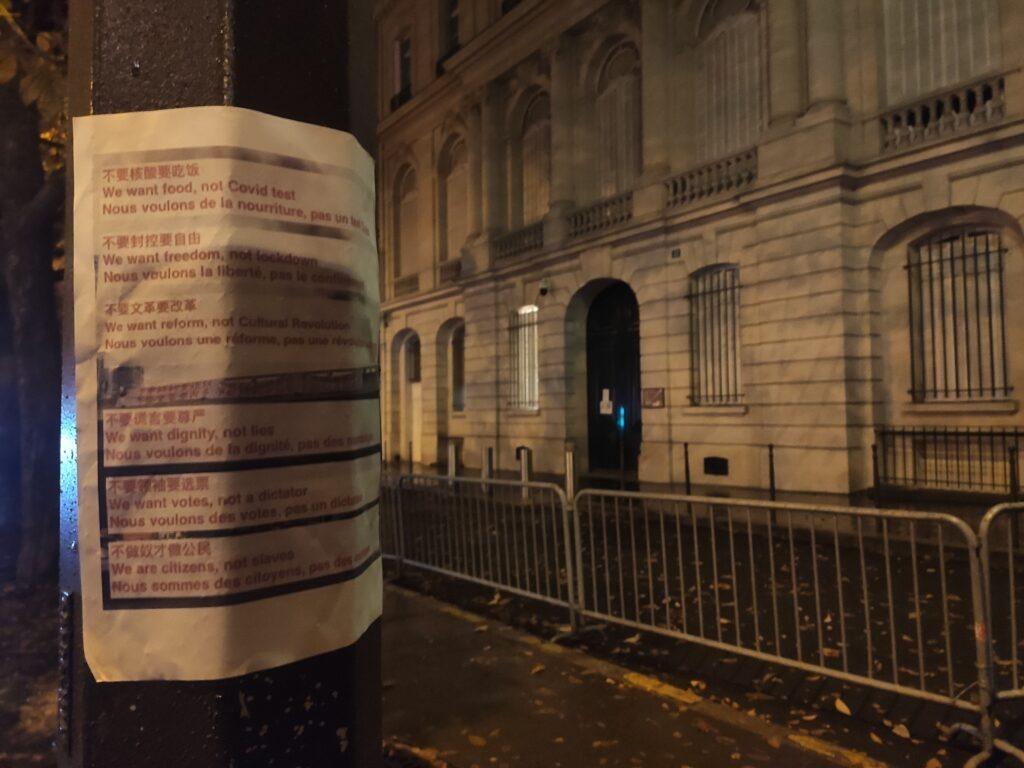 不要核酸要吃饭
We want food, not Covid test
Nous voulons de la nourriture, pas un
不要封控要自由
We want freedom, not lockdown
Nous voulons la liberté, pas le
不要文革要改革
We want reform, not Cultural Revolution
Nous voulons une réforme, pas une
不要谎言要尊严
We want dignity, not lies
Nous voulons de la dignité, pas des
不要领袖要选票
We want votes, not a dictator
Nous voulons des votes, pas un
不做奴才做公民
We are citizens, not slaves
Nous sommes des citoyens, pas des